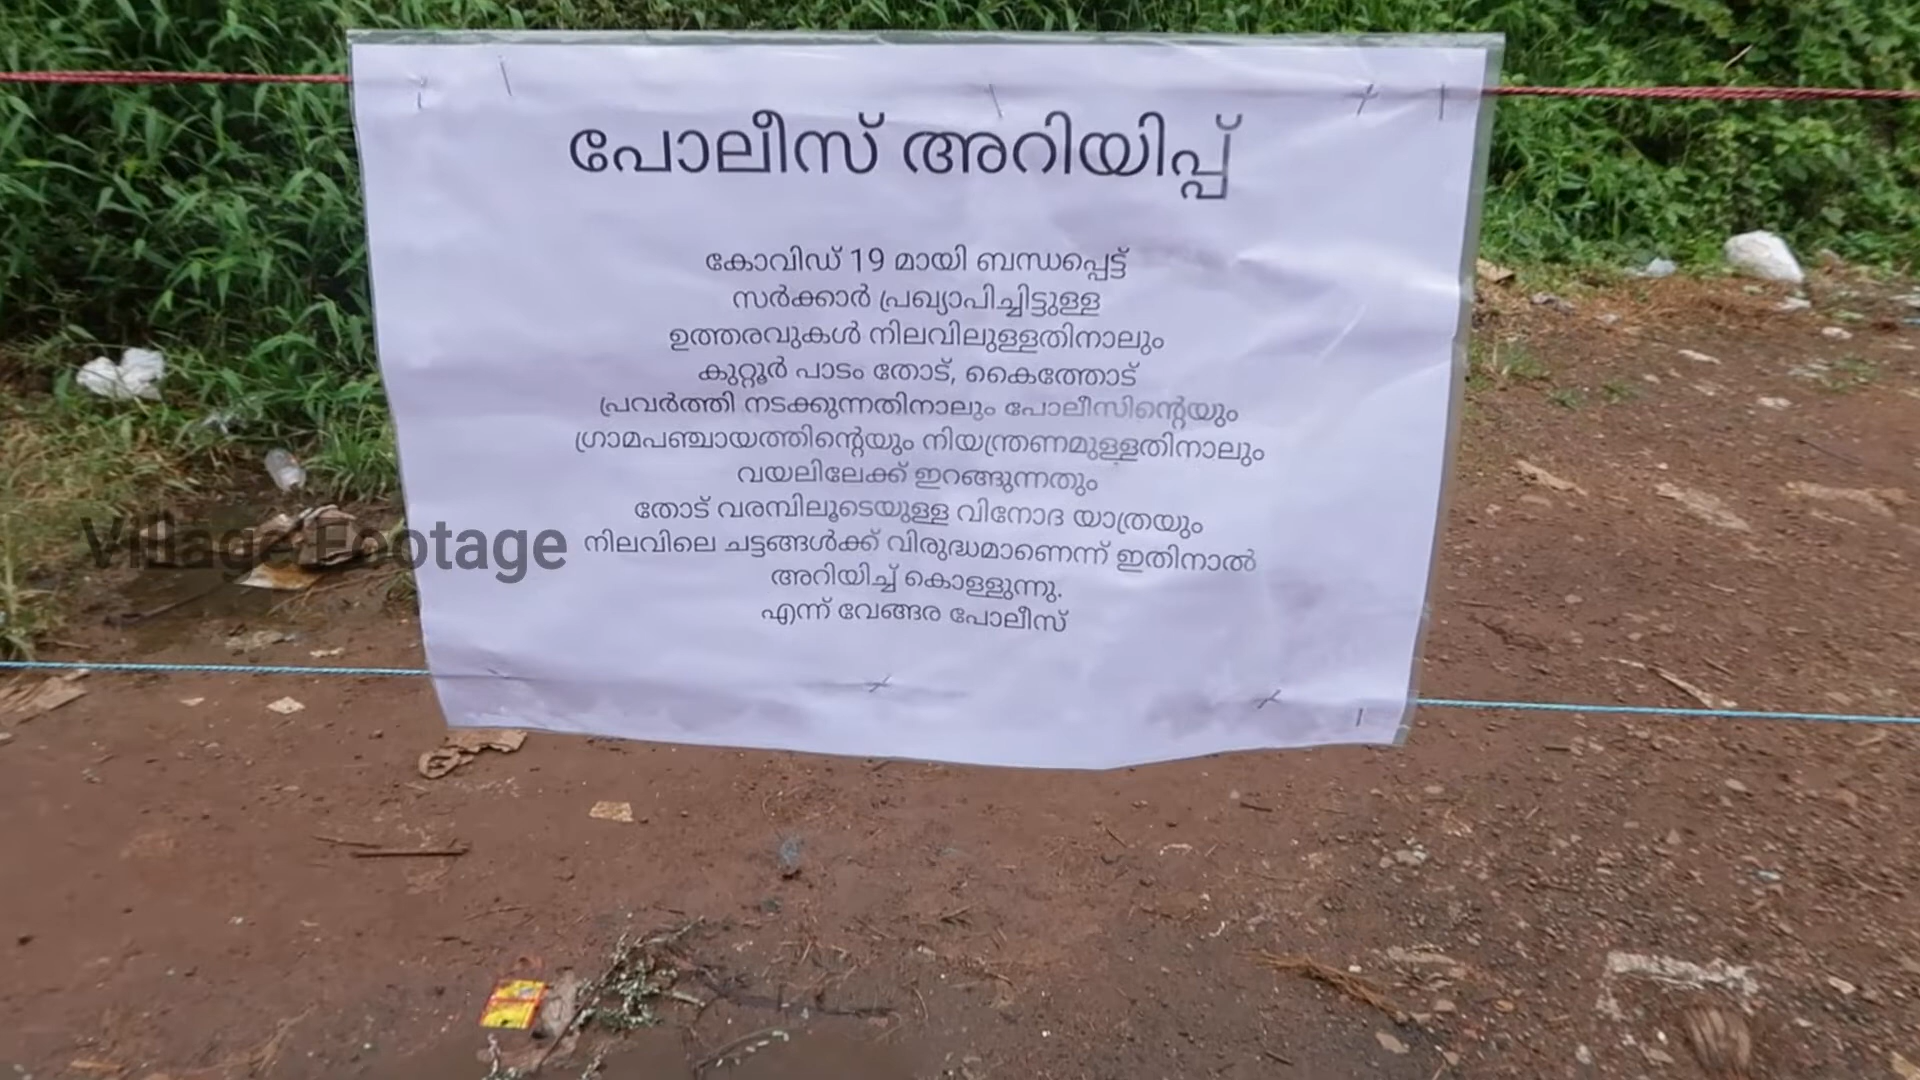 പോലീസ് അറിയിപ്പ്
കോവിഡ് 19 മായി ബന്ധപ്പെട്ട്
സർക്കാർ പ്രഖ്യാപിച്ചിട്ടുള്ള
ഉത്തരവുകൾ നിലവിലുള്ളതിനാലും
കുറ്റൂർ പാടം തോട്, കൈത്തോട്
പ്രവർത്തി നടക്കുന്നതിനാലും പോലീസിന്റെയും
ഗ്രാമപഞ്ചായത്തിന്റെയും നിയന്ത്രണമുള്ളതിനാലും
വയലിലേക്ക് ഇറങ്ങുന്നതും
തോട് വരമ്പിലൂടെയുള്ള വിനോദ യാത്രയും
നിലവിലെ ചട്ടങ്ങൾക്ക് വിരുദ്ധമാണെന്ന് ഇതിനാൽ
അറിയിച്ച് കൊള്ളുന്നു.
എന്ന് വേങ്ങര പോലീസ്
Village Footage